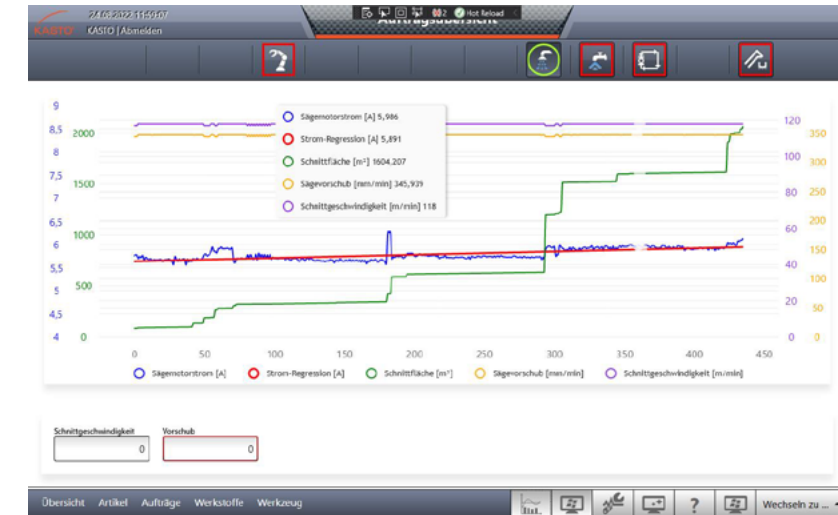 24.05.2022 11:59:07
Auftragsübersicht
2 Hot Reload
KASTO KASTO | Abmelden
9
8,5
8
7,5
7
6,5
6
5,5
5
4,5
4
2000
1500
1000
500
0
Sägemotorstrom [A] 5,986
Strom-Regression [A] 5,891
Schnittfläche [m²] 1604,207
Sägevorschub [mm/min] 345,939
Schnittgeschwindigkeit [m/min] 118
120
100
80
60
40
20
0
350
300
250
200
150
100
50
0
0 50 100 150 200 250 300 350 400 450
Sägemotorstrom [A] Strom-Regression [A] Schnittfläche [m²] Sägevorschub [mm/min] Schnittgeschwindigkeit [m/min]
Schnittgeschwindigkeit Vorschub
0 0
Übersicht Artikel Aufträge Werkstoffe Werkzeug ? Wechseln zu ...